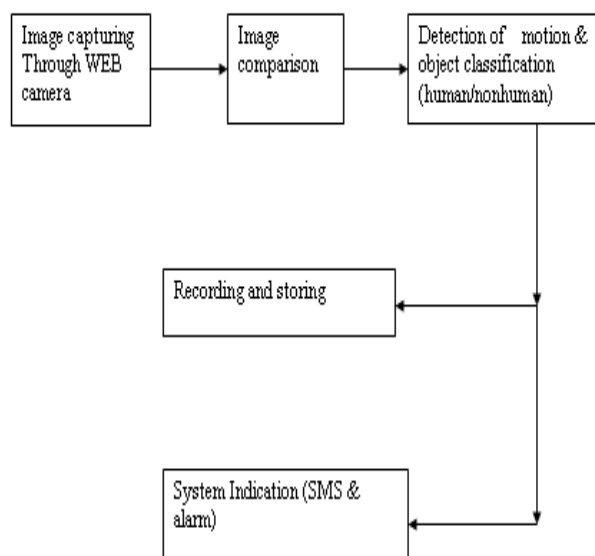 Image capturing
Through WEB
camera
Image
comparison
Detection of motion &
object classification
(human/nonhuman)
Recording and storing
System Indication (SMS &
alarm)